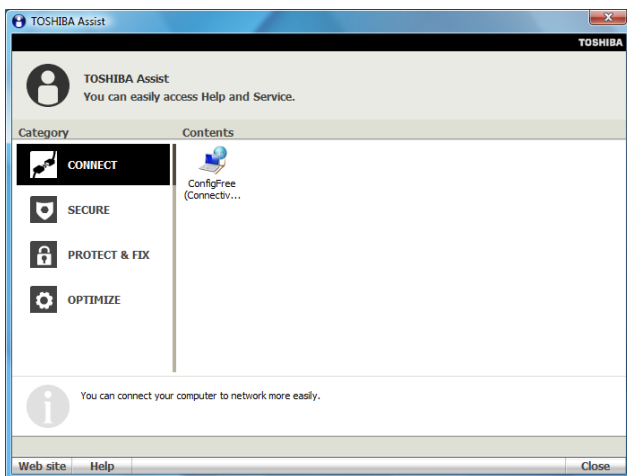 TOSHIBA Assist
TOSHIBA
TOSHIBA Assist
You can easily access Help and Service.
Category
Contents
CONNECT
SECURE
PROTECT & FIX
OPTIMIZE
ConfigFree
(Connectiv...
You can connect your computer to network more easily.
Web site Help Close